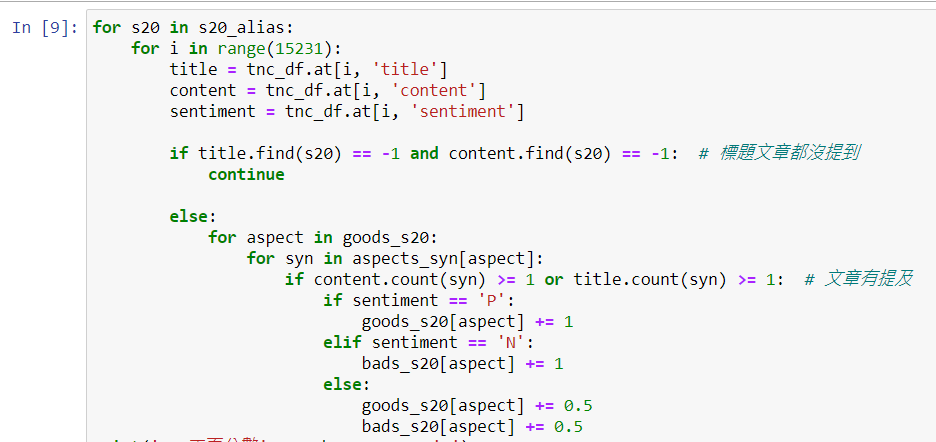 In [9]: for s20 in s20_alias:
    for i in range(15231):
        title = tnc_df.at[i, 'title']
        content = tnc_df.at[i, 'content']
        sentiment = tnc_df.at[i, 'sentiment']
        if title.find(s20) == -1 and content.find(s20) == -1:  # 標題文章都沒提到
            continue
        else:
            for aspect in goods_s20:
                for syn in aspects_syn[aspect]:
                    if content.count(syn) >= 1 or title.count(syn) >= 1:  # 文章有提及
                        if sentiment == 'P':
                            goods_s20[aspect] += 1
                        elif sentiment == 'N':
                            bads_s20[aspect] += 1
                        else:
                            goods_s20[aspect] += 0.5
                            bads_s20[aspect] += 0.5